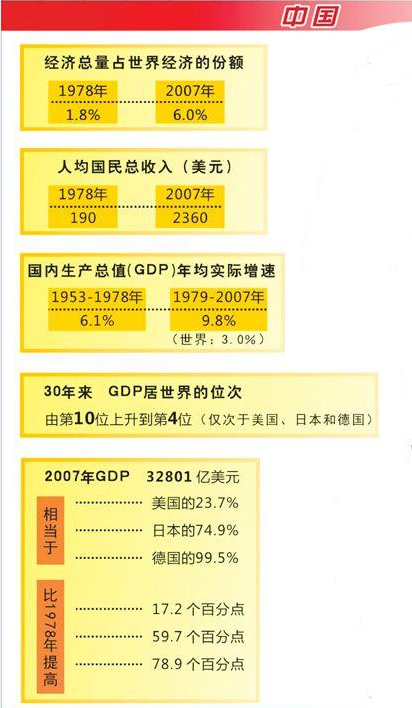 中国
经济总量占世界经济的份额
1978年 2007年
1.8% 6.0%
人均国民总收入（美元）
1978年 2007年
190 2360
国内生产总值(GDP)年均实际增速
1953-1978年 1979-2007年
6.1% 9.8%
（世界：3.0%）
30年来 GDP居世界的位次
由第10位上升到第4位（仅次于美国、日本和德国）
2007年GDP 32801 亿美元
相当于
美国的23.7%
日本的74.9%
德国的99.5%
比1978年提高
17.2 个百分点
59.7 个百分点
78.9 个百分点